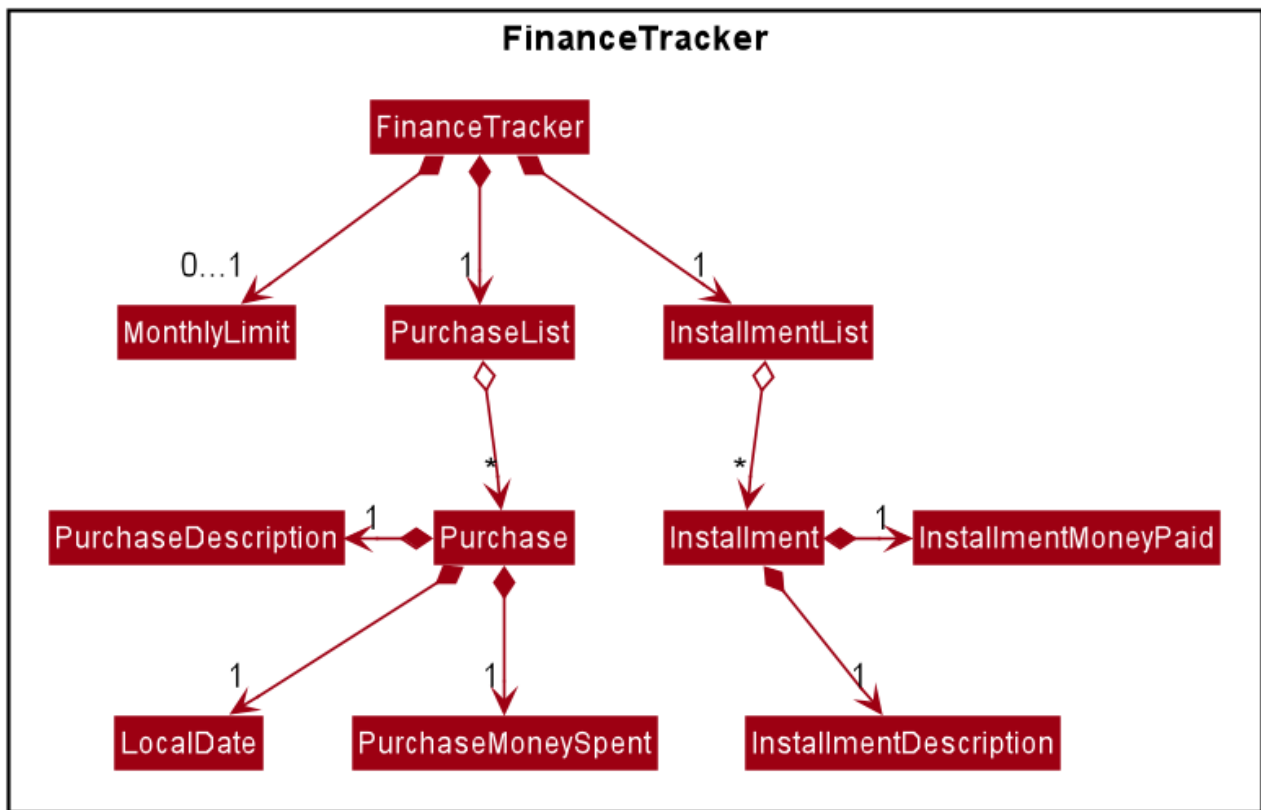 FinanceTracker
FinanceTracker
0...1
1
1
MonthlyLimit
PurchaseList
InstallmentList
*
*
PurchaseDescription
1
Purchase
Installment
1
InstallmentMoneyPaid
1
1
1
LocalDate
PurchaseMoneySpent
InstallmentDescription